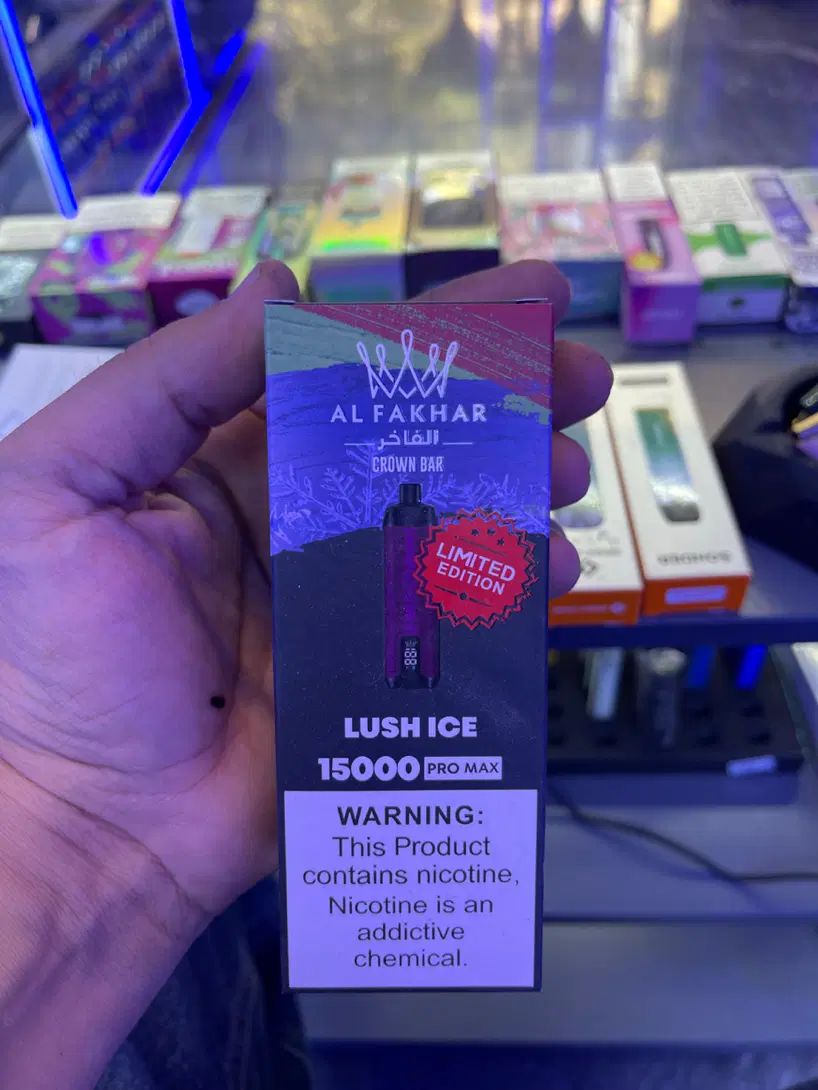 AL FAKHAR
الفاخر
CROWN BAR
LIMITED
EDITION
LUSH ICE
15000 PRO MAX
WARNING:
This Product
contains nicotine,
Nicotine is an
addictive
chemical.